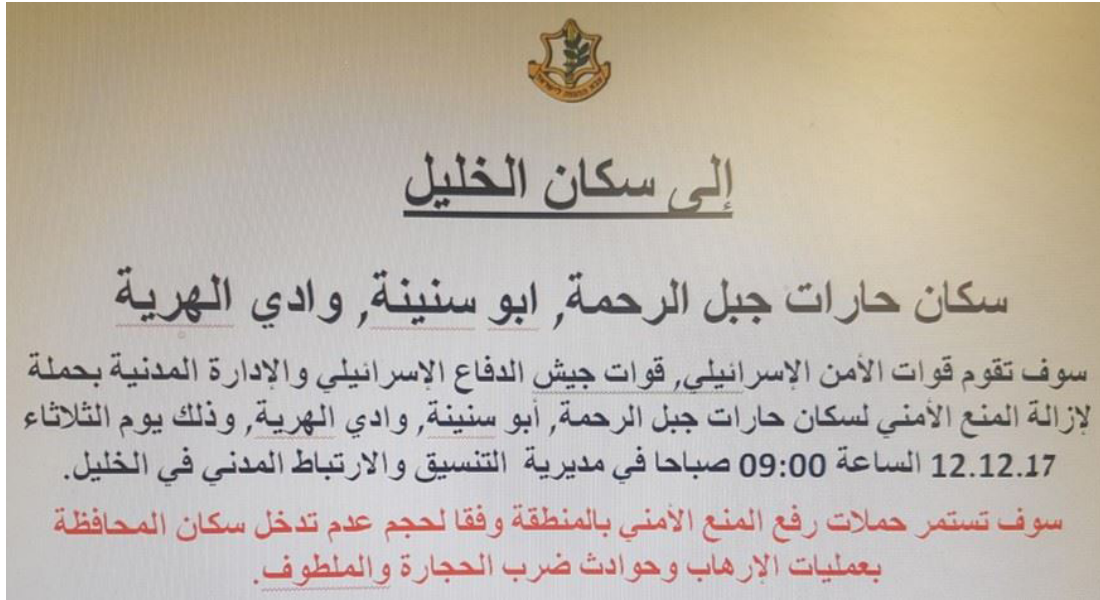 צבא ההגנה לישראל
إلى سكان الخليل
سكان حارات جبل الرحمة, ابو سنينة, وادي الهرية
سوف تقوم قوات الأمن الإسرائيلي, قوات جيش الدفاع الإسرائيلي والإدارة المدنية بحملة
لإزالة المنع الأمني لسكان حارات جبل الرحمة, أبو سنينة, وادي الهرية, وذلك يوم الثلاثاء
12.12.17 الساعة 09:00 صباحا في مديرية التنسيق والارتباط المدني في الخليل.
سوف تستمر حملات رفع المنع الأمني بالمنطقة وفقا لحجم عدم تدخل سكان المحافظة
بعمليات الإرهاب وحوادث ضرب الحجارة والملطوف.